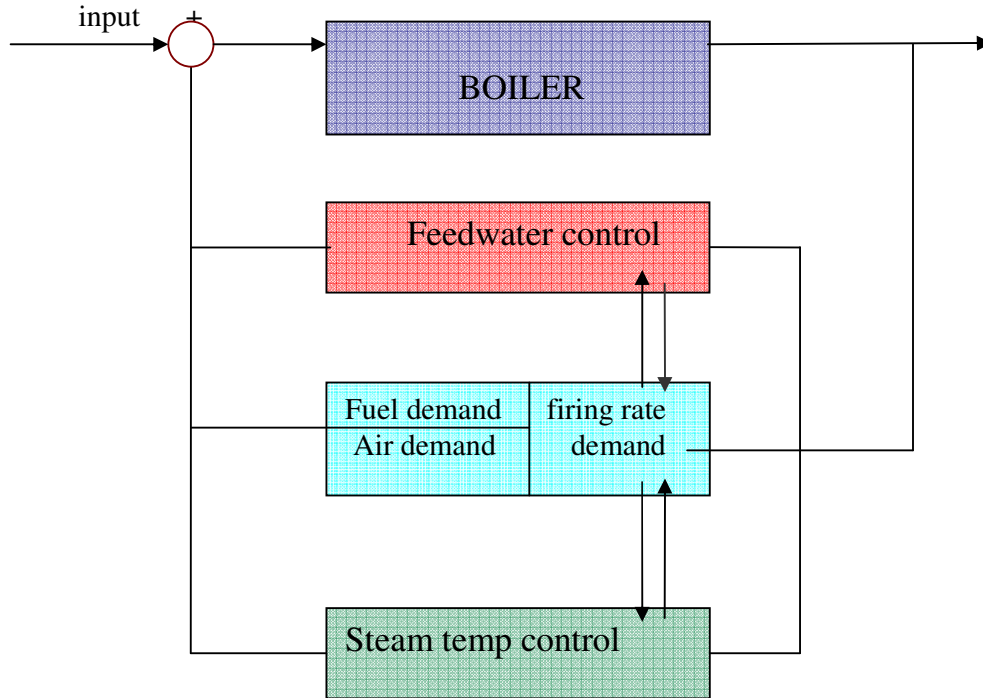 input
+
BOILER
Feedwater control
Fuel demand
Air demand
firing rate
demand
Steam temp control